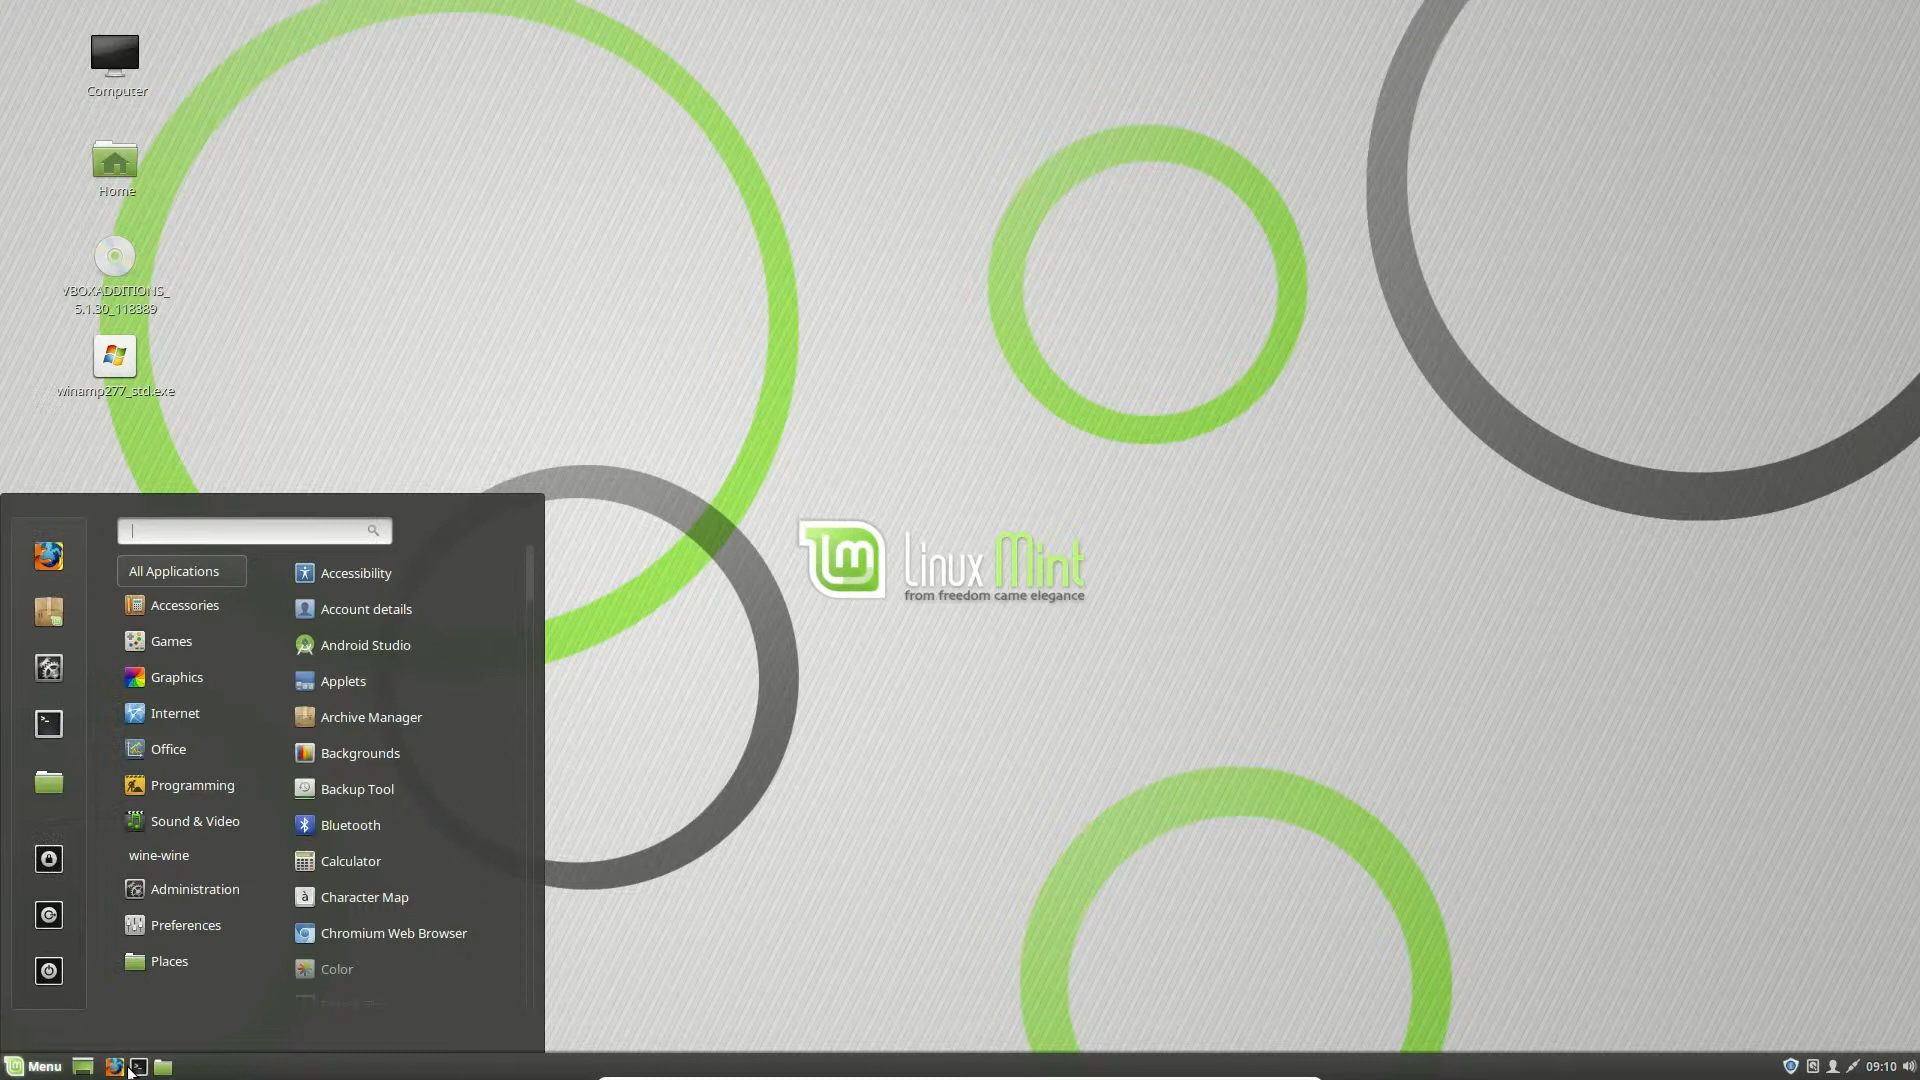 Computer
Home
VBOXADDITIONS_
5.1.30_118389
winamp277_std.exe
Linux Mint
from freedom came elegance
All Applications
Accessories
Games
Graphics
Internet
Office
Programming
Sound & Video
wine-wine
Administration
Preferences
Places
Accessibility
Account details
Android Studio
Applets
Archive Manager
Backgrounds
Backup Tool
Bluetooth
Calculator
Character Map
Chromium Web Browser
Color
Menu
09:10